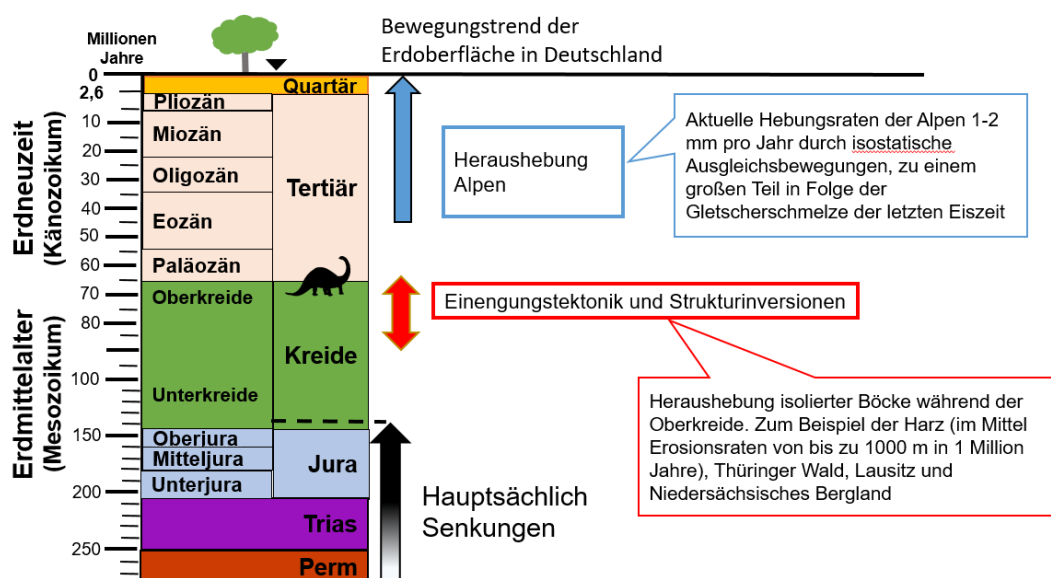 Millionen
Jahre
Bewegungstrend der
Erdoberfläche in Deutschland
0
2,6
10
20
30
40
50
60
70
80
100
150
200
250
Erdneuzeit
(Känozoikum)
Erdmittelalter
(Mesozoikum)
Quartär
Pliozän
Miozän
Oligozän
Eozän
Paläozän
Tertiär
Oberkreide
Unterkreide
Kreide
Oberjura
Mitteljura
Unterjura
Jura
Trias
Perm
Heraushebung
Alpen
Aktuelle Hebungsraten der Alpen 1-2
mm pro Jahr durch isostatische
Ausgleichsbewegungen, zu einem
großen Teil in Folge der
Gletscherschmelze der letzten Eiszeit
Einengungstektonik und Strukturinversionen
Heraushebung isolierter Böcke während der
Oberkreide. Zum Beispiel der Harz (im Mittel
Erosionsraten von bis zu 1000 m in 1 Million
Jahre), Thüringer Wald, Lausitz und
Niedersächsisches Bergland
Hauptsächlich
Senkungen